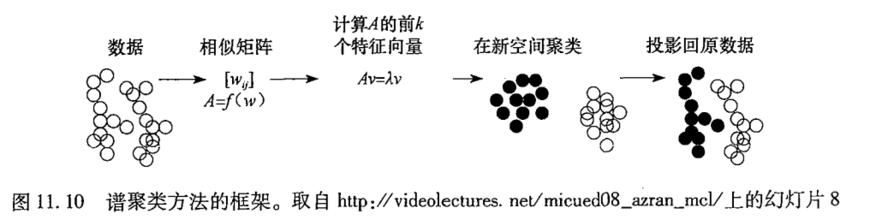 数据
相似矩阵
[wij]
A=f(w)
计算A的前k
个特征向量
Av=λv
在新空间聚类
投影回原数据
图 11.10 谱聚类方法的框架。取自 http://videolectures. net/micued08_azran_mcl/上的幻灯片 8